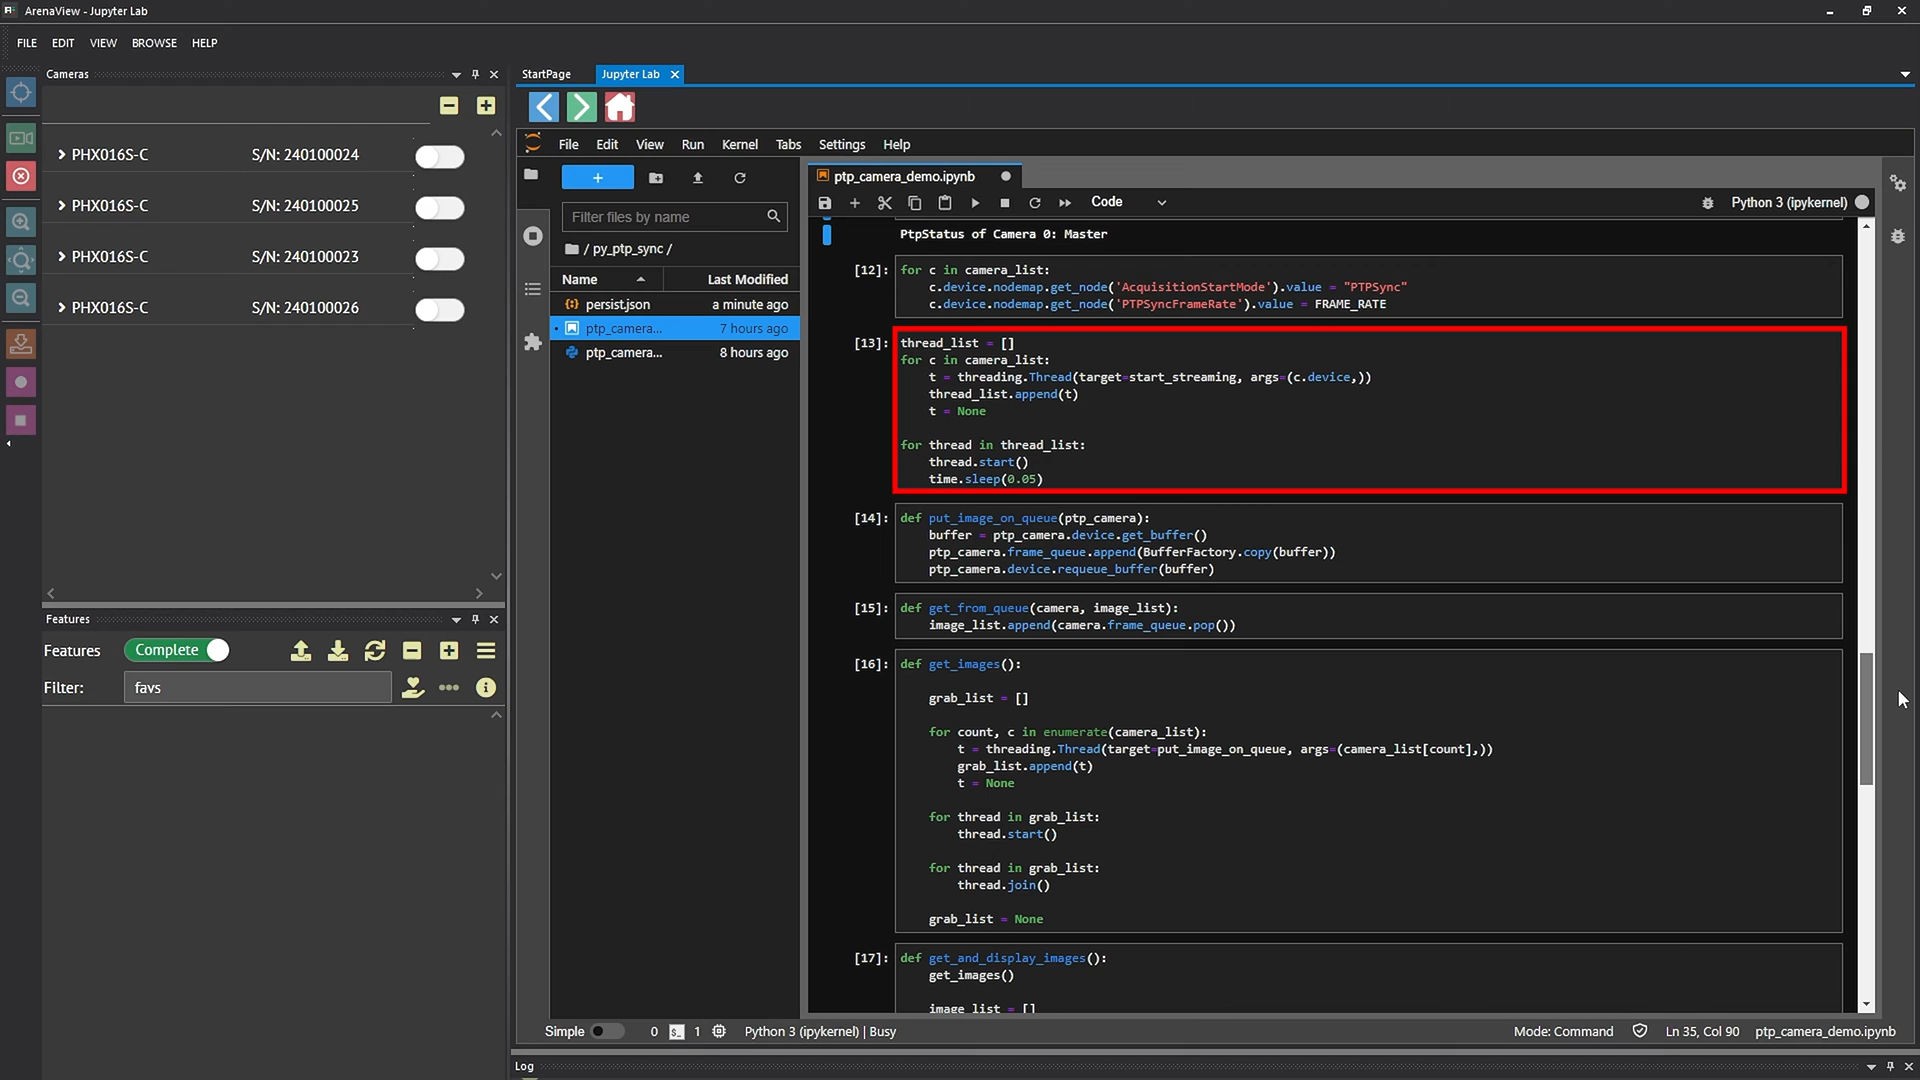 ArenaView - Jupyter Lab
FILE EDIT VIEW BROWSE HELP
Cameras
PHX016S-C S/N: 240100024
PHX016S-C S/N: 240100025
PHX016S-C S/N: 240100023
PHX016S-C S/N: 240100026
Features
Features Complete
Filter: favs
StartPage Jupyter Lab
File Edit View Run Kernel Tabs Settings Help
Filter files by name
/ py_ptp_sync /
Name Last Modified
persist.json a minute ago
ptp_camera... 7 hours ago
ptp_camera... 8 hours ago
ptp_camera_demo.ipynb
Code Python 3 (ipykernel)
PtpStatus of Camera 0: Master
[12]: for c in camera_list:
c.device.nodemap.get_node('AcquisitionStartMode').value = "PTPSync"
c.device.nodemap.get_node('PTPSyncFrameRate').value = FRAME_RATE
[13]: thread_list = []
for c in camera_list:
t = threading.Thread(target=start_streaming, args=(c.device,))
thread_list.append(t)
t = None
for thread in thread_list:
thread.start()
time.sleep(0.05)
[14]: def put_image_on_queue(ptp_camera):
buffer = ptp_camera.device.get_buffer()
ptp_camera.frame_queue.append(BufferFactory.copy(buffer))
ptp_camera.device.requeue_buffer(buffer)
[15]: def get_from_queue(camera, image_list):
image_list.append(camera.frame_queue.pop())
[16]: def get_images():
grab_list = []
for count, c in enumerate(camera_list):
t = threading.Thread(target=put_image_on_queue, args=(camera_list[count],))
grab_list.append(t)
t = None
for thread in grab_list:
thread.start()
for thread in grab_list:
thread.join()
grab_list = None
[17]: def get_and_display_images():
get_images()
image_list = []
Simple 0 1 Python 3 (ipykernel) | Busy Mode: Command Ln 35, Col 90 ptp_camera_demo.ipynb
Log